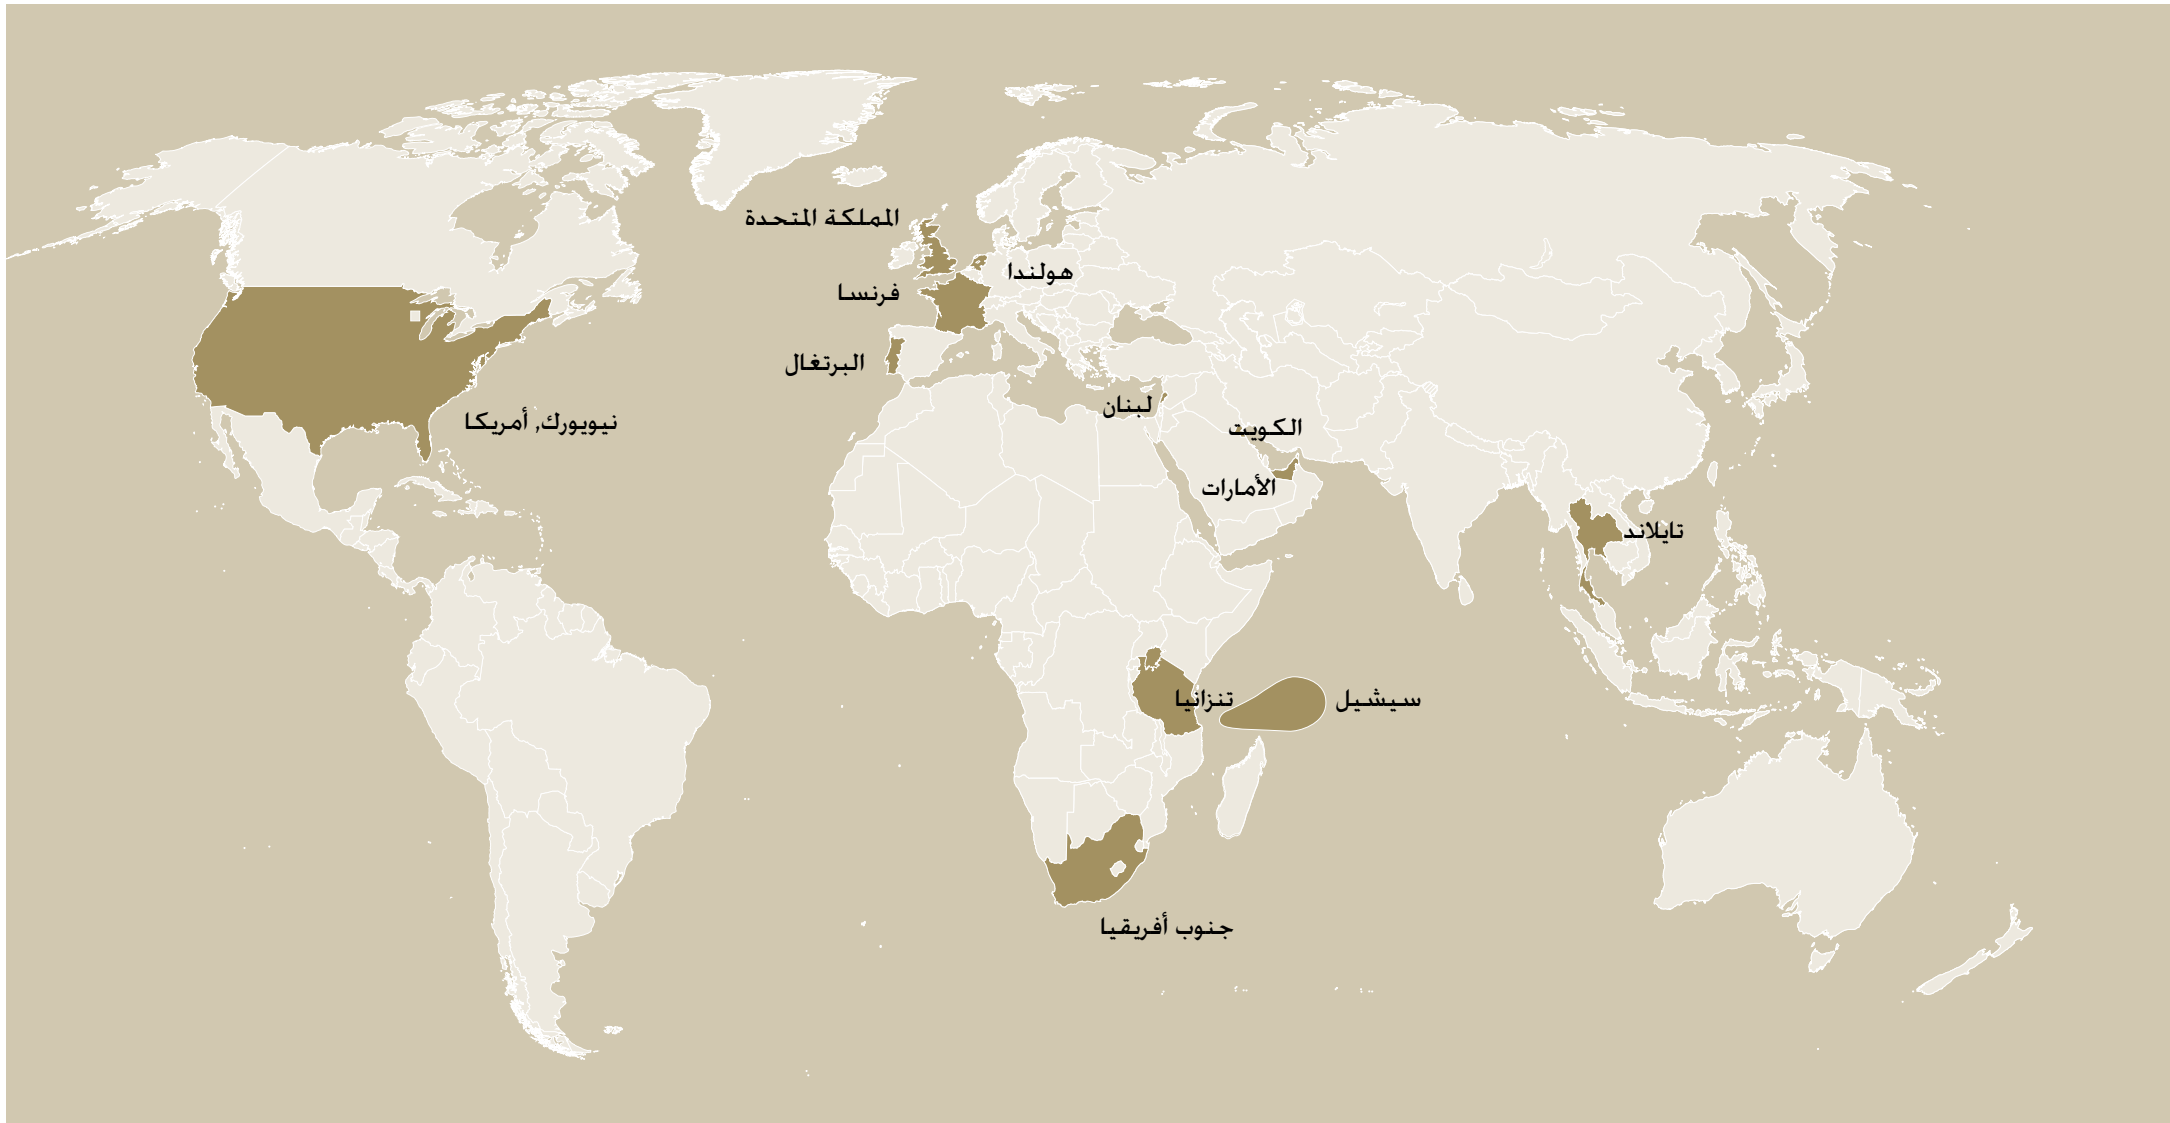 المملكة المتحدة
هولندا
فرنسا
البرتغال
لبنان
نيويورك, أمريكا
الكويت
الأمارات
تايلاند
تنزانيا
سيشيل
جنوب أفريقيا